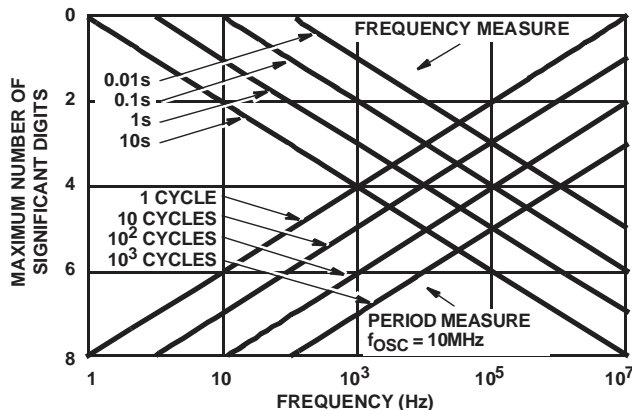 0
2
4
6
8
MAXIMUM NUMBER OF
SIGNIFICANT DIGITS
FREQUENCY MEASURE
0.01s
0.1s
1s
10s
1 CYCLE
10 CYCLES
10² CYCLES
10³ CYCLES
PERIOD MEASURE
fOSC = 10MHz
1 10 10³ 10⁵ 10⁷
FREQUENCY (Hz)